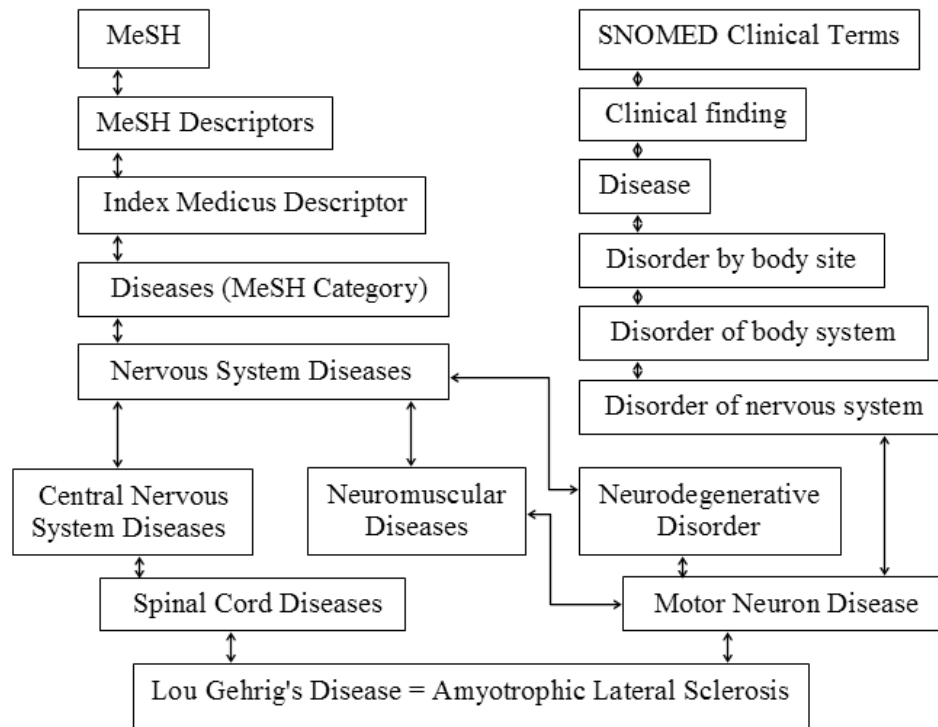 MeSH
MeSH Descriptors
Index Medicus Descriptor
Diseases (MeSH Category)
Nervous System Diseases
SNOMED Clinical Terms
Clinical finding
Disease
Disorder by body site
Disorder of body system
Disorder of nervous system
Central Nervous
System Diseases
Neuromuscular
Diseases
Neurodegenerative
Disorder
Spinal Cord Diseases
Motor Neuron Disease
Lou Gehrig's Disease = Amyotrophic Lateral Sclerosis